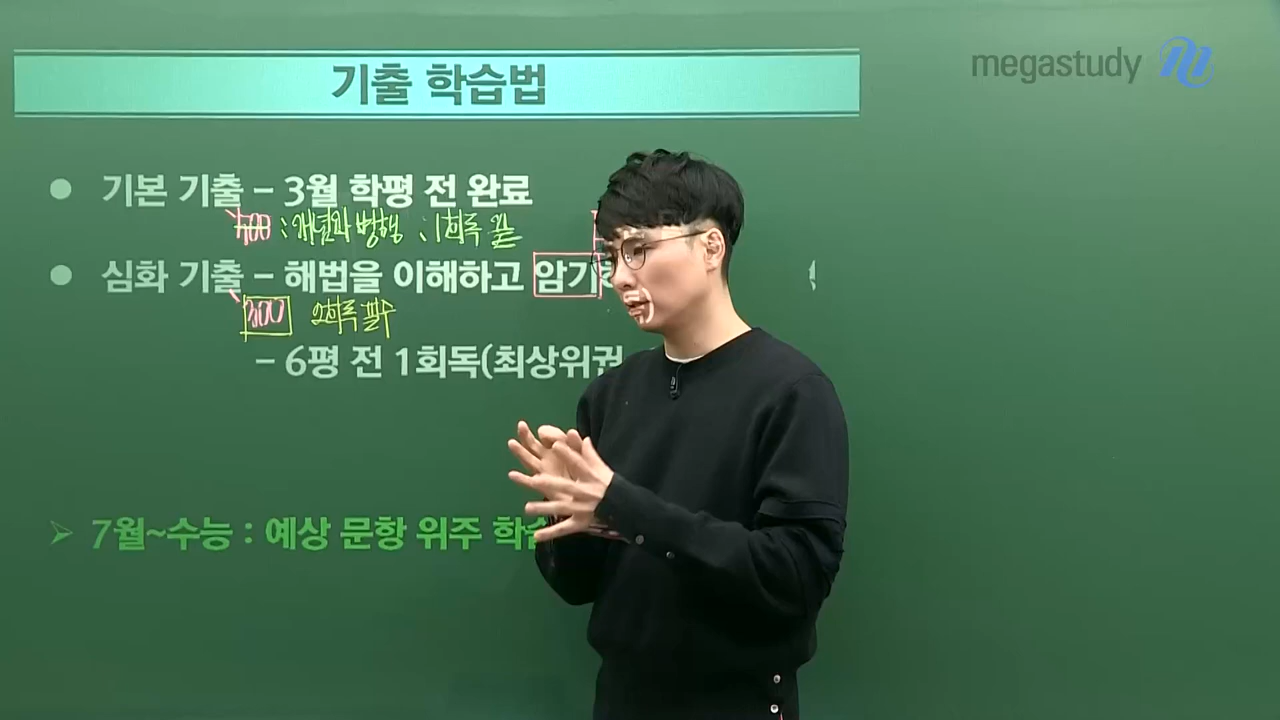 megastudy
기출 학습법
기본 기출 – 3월 학평 전 완료
400 : 개념과 병행 : 1회독 끝
심화 기출 – 해법을 이해하고 암기
300 2회독 필수
– 6평 전 1회독(최상위권
7월~수능 : 예상 문항 위주 학습